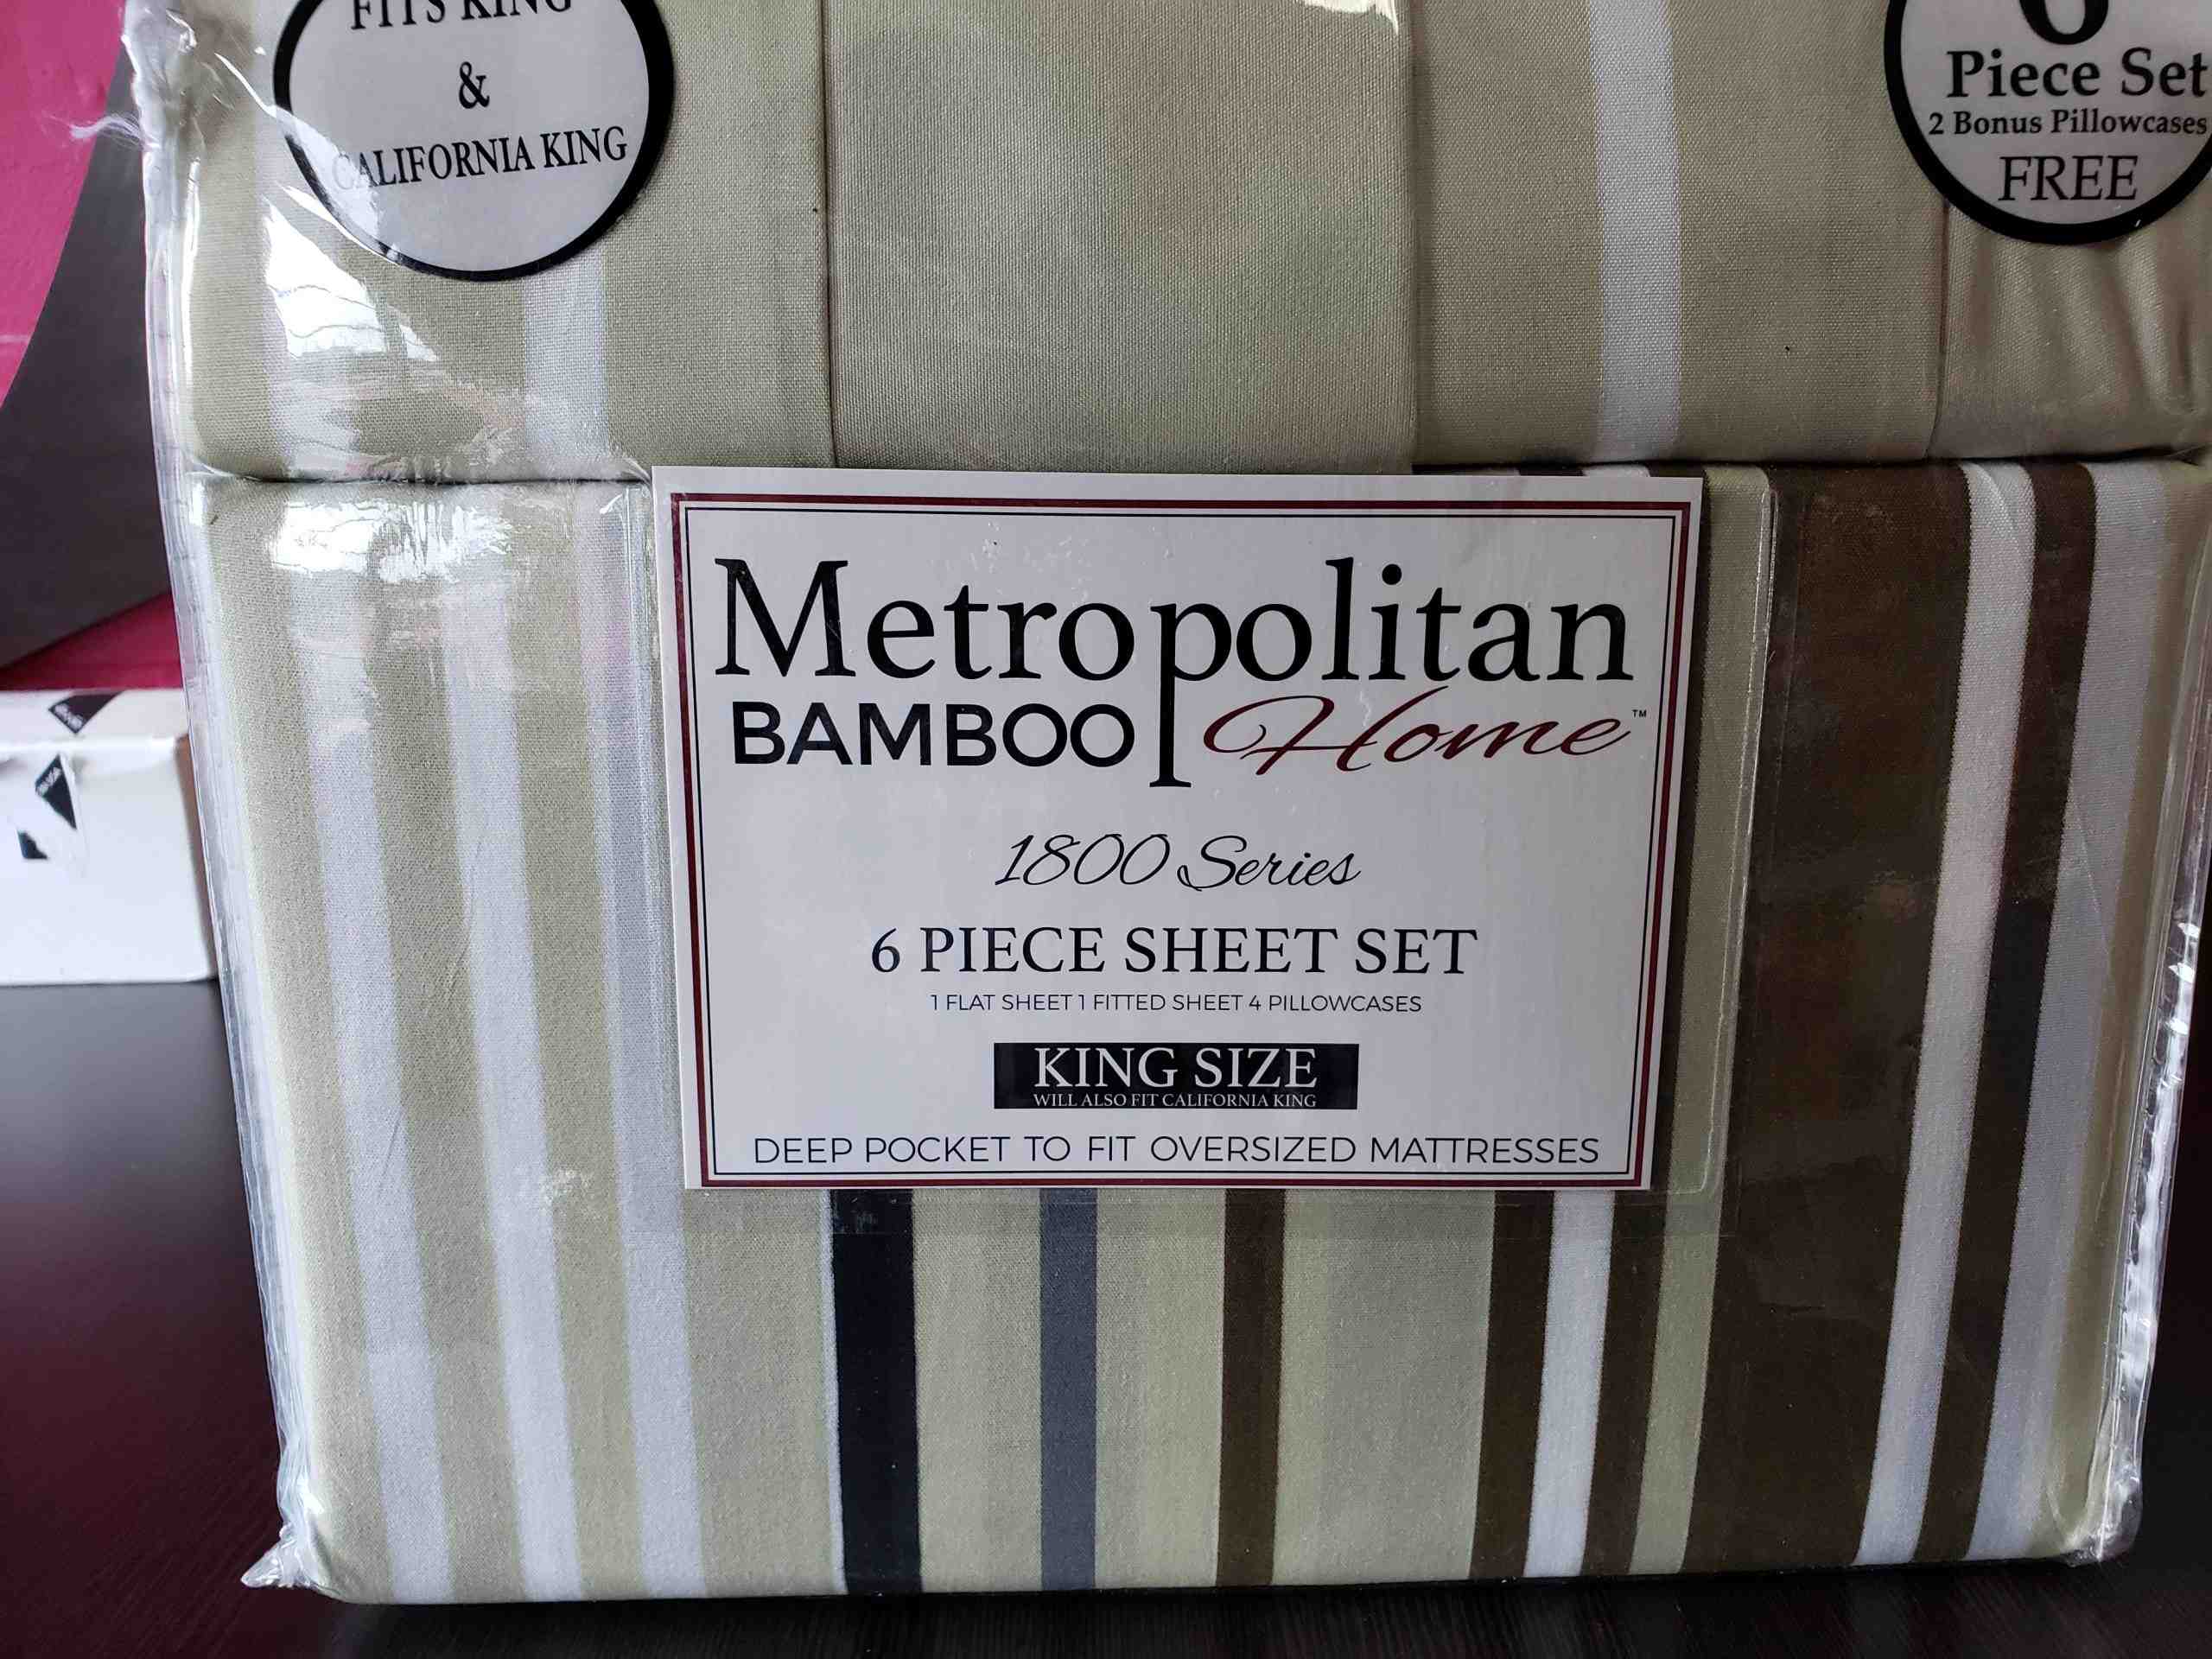 FITS KING
&
CALIFORNIA KING
6
Piece Set
2 Bonus Pillowcases
FREE
Metropolitan
BAMBOO Home™
1800 Series
6 PIECE SHEET SET
1 FLAT SHEET 1 FITTED SHEET 4 PILLOWCASES
KING SIZE
WILL ALSO FIT CALIFORNIA KING
DEEP POCKET TO FIT OVERSIZED MATTRESSES